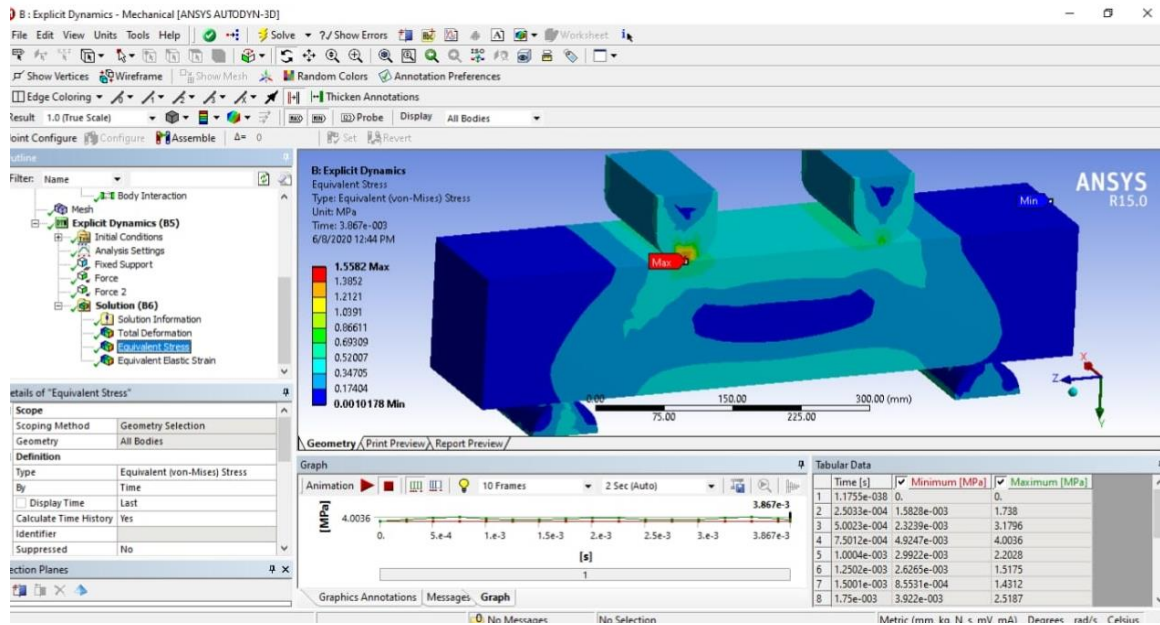 B : Explicit Dynamics - Mechanical [ANSYS AUTODYN-3D]
File Edit View Units Tools Help Solve ?/ Show Errors Worksheet
Show Vertices Wireframe Show Mesh Random Colors Annotation Preferences
Edge Coloring Thicken Annotations
Result 1.0 (True Scale) Probe Display All Bodies
oint Configure Configure Assemble Δ= 0 Set Revert
utline
Filter: Name
Body Interaction
Mesh
Explicit Dynamics (B5)
Initial Conditions
Analysis Settings
Fixed Support
Force
Force 2
Solution (B6)
Solution Information
Total Deformation
Equivalent Stress
Equivalent Elastic Strain
B: Explicit Dynamics
Equivalent Stress
Type: Equivalent (von-Mises) Stress
Unit: MPa
Time: 3.867e-003
6/8/2020 12:44 PM
1.5582 Max
1.3852
1.2121
1.0391
0.86611
0.69309
0.52007
0.34705
0.17404
0.0010178 Min
ANSYS
R15.0
Min
Max
X
Z
Y
0.00 150.00 300.00 (mm)
75.00 225.00
Geometry Print Preview Report Preview
etails of "Equivalent Stress"
Scope
Scoping Method Geometry Selection
Geometry All Bodies
Definition
Type Equivalent (von-Mises) Stress
By Time
Display Time Last
Calculate Time History Yes
Identifier
Suppressed No
ection Planes
Graph
Animation 10 Frames 2 Sec (Auto)
3.867e-3
[MPa]
4.0036
0. 5.e-4 1.e-3 1.5e-3 2.e-3 2.5e-3 3.e-3 3.867e-3
[s]
1
Graphics Annotations Messages Graph
Tabular Data
Time [s] Minimum [MPa] Maximum [MPa]
1 1.1755e-038 0. 0.
2 2.5033e-004 1.5828e-003 1.738
3 5.0023e-004 2.3239e-003 3.1796
4 7.5012e-004 4.9247e-003 4.0036
5 1.0004e-003 2.9922e-003 2.2028
6 1.2502e-003 2.6265e-003 1.5175
7 1.5001e-003 8.5531e-004 1.4312
8 1.75e-003 3.922e-003 2.5187
No Messages No Selection Metric (mm, kg, N, s, mV, mA) Degrees rad/s Celsius